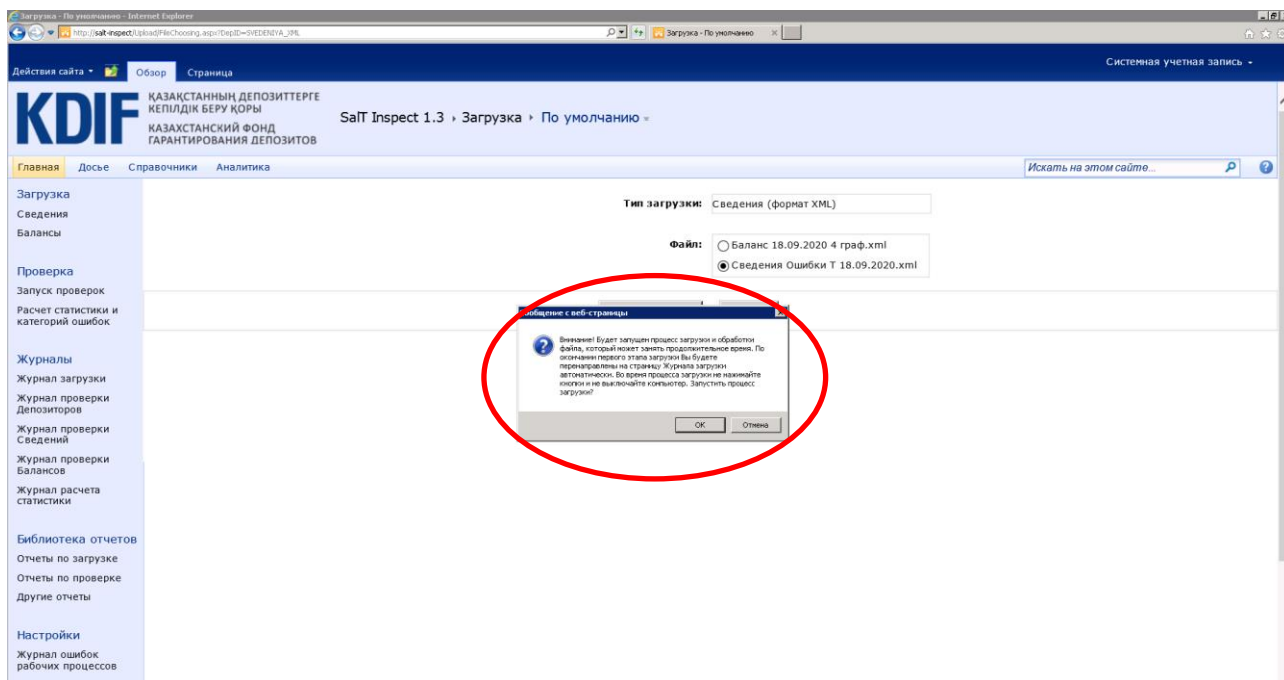 Загрузка - По умолчанию - Internet Explorer
http://salt-inspect/Upload/FileChoosing.aspx?DepID=SVEDENIYA_XML
Загрузка - По умолчанию
Действия сайта
Обзор
Страница
Системная учетная запись
KDIF
ҚАЗАҚСТАННЫҢ ДЕПОЗИТТЕРГЕ
КЕПІЛДІК БЕРУ ҚОРЫ
КАЗАХСТАНСКИЙ ФОНД
ГАРАНТИРОВАНИЯ ДЕПОЗИТОВ
SalT Inspect 1.3 › Загрузка › По умолчанию
Главная Досье Справочники Аналитика
Искать на этом сайте...
Загрузка
Сведения
Балансы
Проверка
Запуск проверок
Расчет статистики и
категорий ошибок
Журналы
Журнал загрузки
Журнал проверки
Депозиторов
Журнал проверки
Сведений
Журнал проверки
Балансов
Журнал расчета
статистики
Библиотека отчетов
Отчеты по загрузке
Отчеты по проверке
Другие отчеты
Настройки
Журнал ошибок
рабочих процессов
Тип загрузки: Сведения (формат XML)
Файл:
Баланс 18.09.2020 4 граф.xml
Сведения Ошибки Т 18.09.2020.xml
Сообщение с веб-страницы
Внимание! Будет запущен процесс загрузки и обработки
файла, который может занять продолжительное время. По
окончании первого этапа загрузки Вы будете
перенаправлены на страницу Журнала загрузки
автоматически. Во время процесса загрузки не нажимайте
кнопки и не выключайте компьютер. Запустить процесс
загрузки?
ОК
Отмена